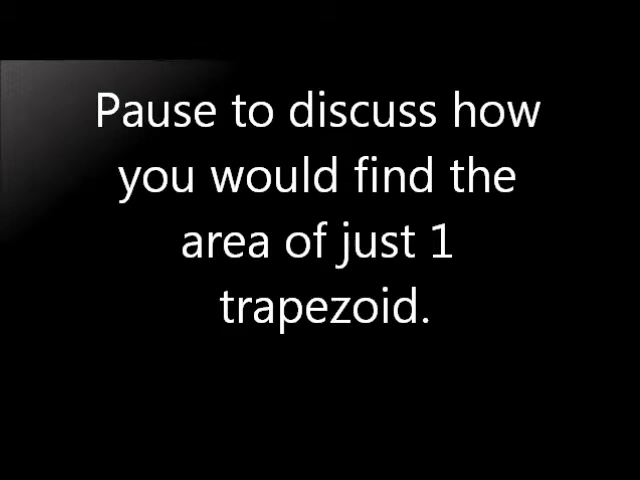 Pause to discuss how
you would find the
area of just 1
trapezoid.